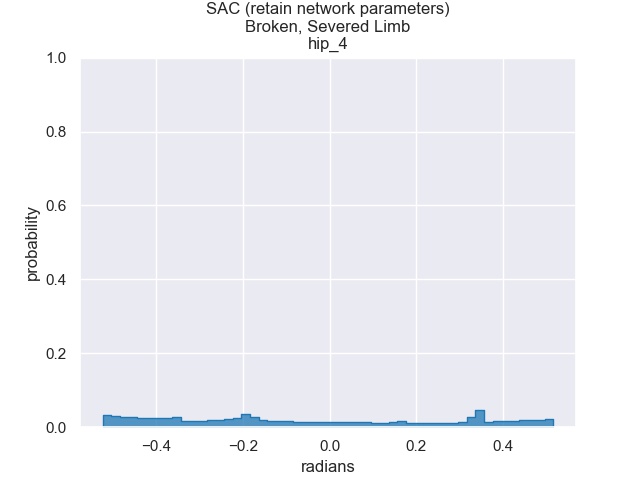 SAC (retain network parameters)
Broken, Severed Limb
hip_4
1.0
0.8
0.6
0.4
0.2
0.0
probability
−0.4 −0.2 0.0 0.2 0.4
radians